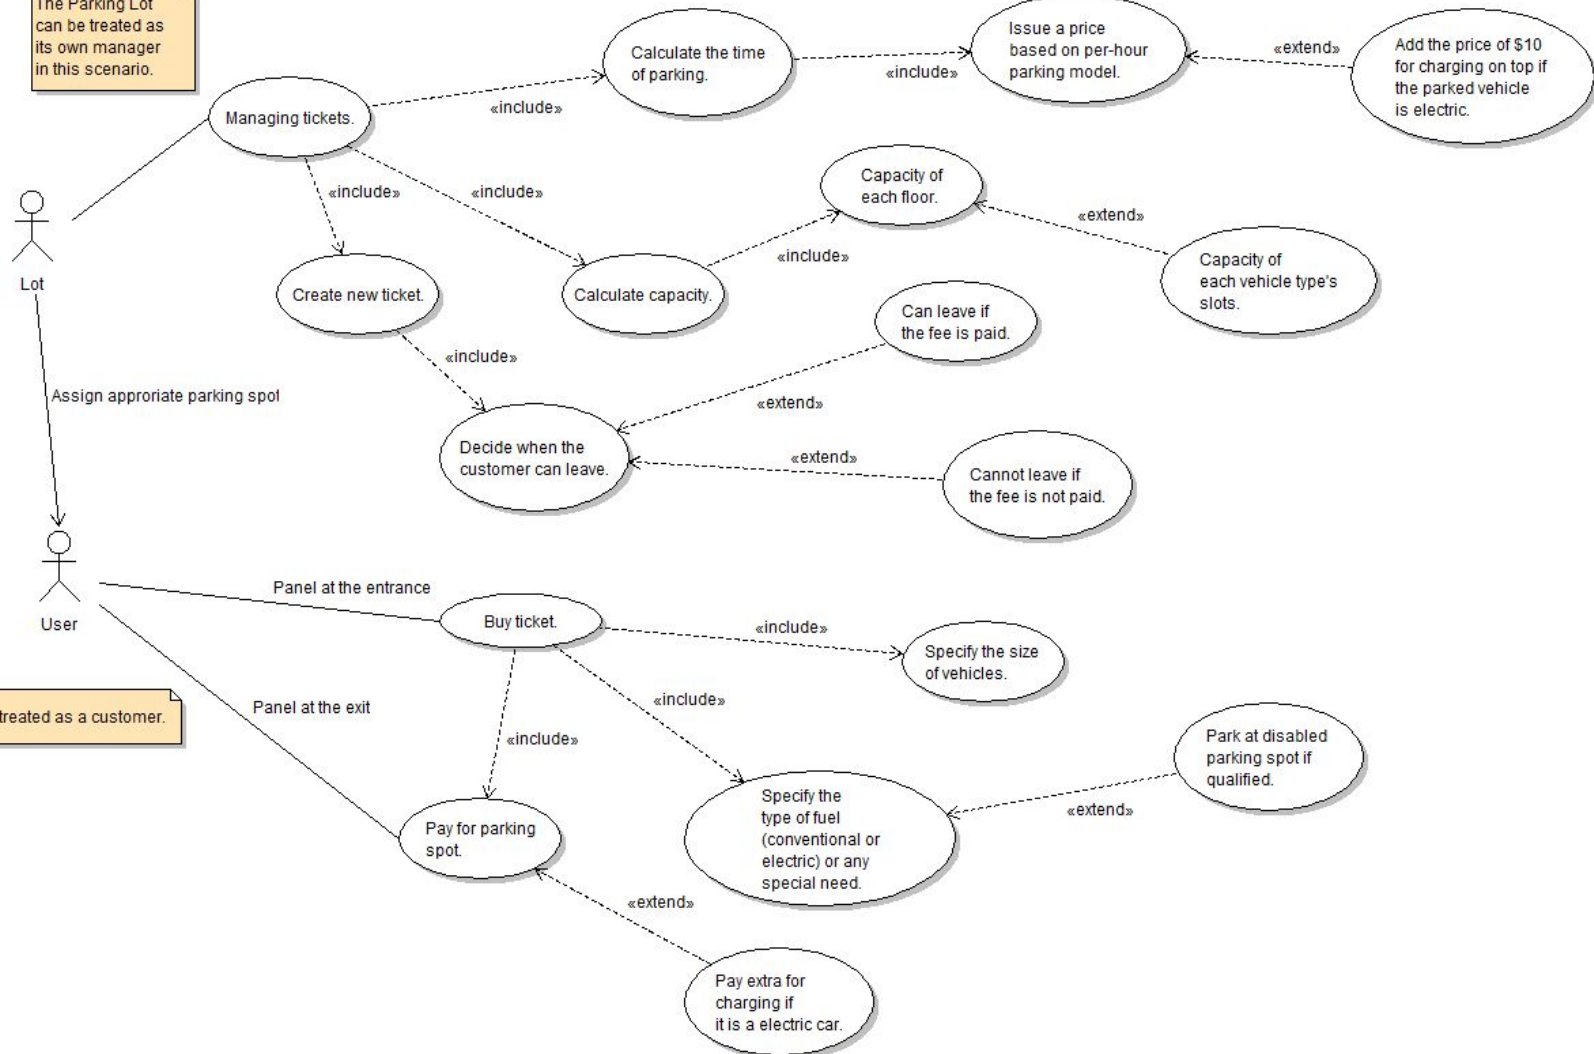 The Parking Lot
can be treated as
its own manager
in this scenario.
Managing tickets.
«include»
Calculate the time
of parking.
«include»
Issue a price
based on per-hour
parking model.
«extend»
Add the price of $10
for charging on top if
the parked vehicle
is electric.
«include»
«include»
Capacity of
each floor.
«extend»
«include»
Capacity of
each vehicle type's
slots.
Lot
Create new ticket.
Calculate capacity.
Can leave if
the fee is paid.
«include»
Assign approriate parking spot
«extend»
Decide when the
customer can leave.
«extend»
Cannot leave if
the fee is not paid.
User
Panel at the entrance
Buy ticket.
«include»
Specify the size
of vehicles.
treated as a customer.
Panel at the exit
«include»
«include»
Park at disabled
parking spot if
qualified.
«extend»
Pay for parking
spot.
Specify the
type of fuel
(conventional or
electric) or any
special need.
«extend»
Pay extra for
charging if
it is a electric car.